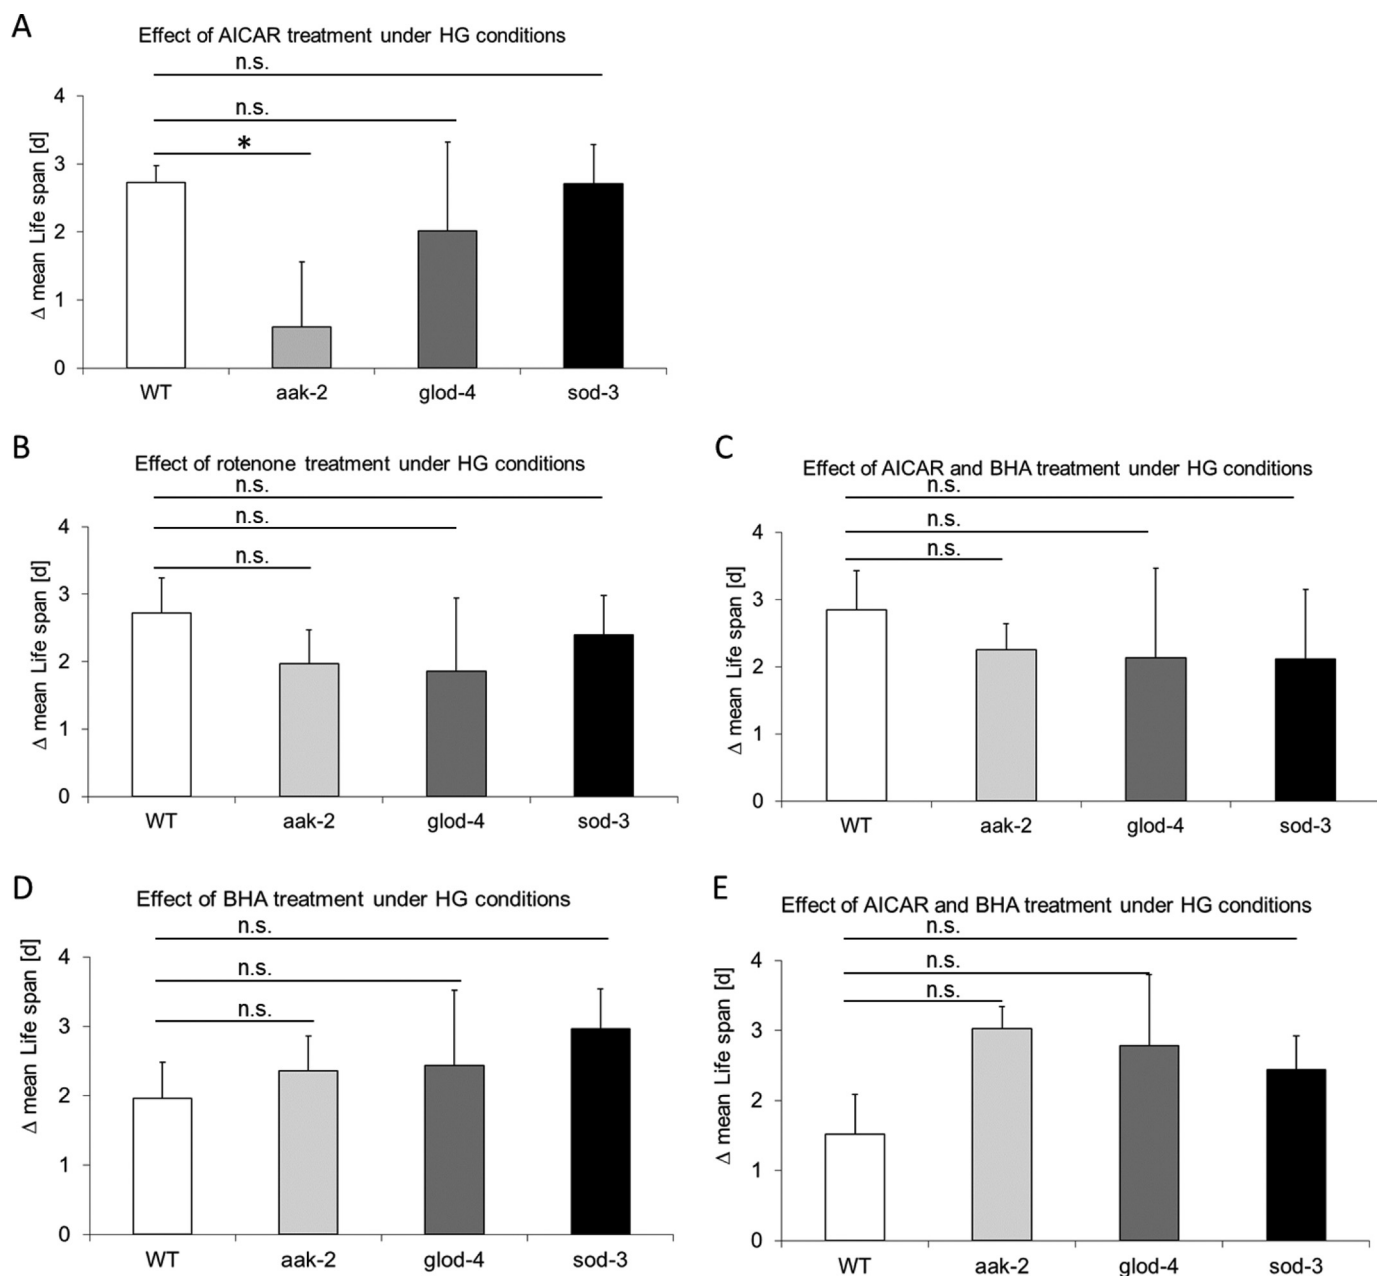 A
Effect of AICAR treatment under HG conditions
n.s.
n.s.
*
Δ mean Life span [d]
4
3
2
1
0
WT aak-2 glod-4 sod-3
B
Effect of rotenone treatment under HG conditions
n.s.
n.s.
n.s.
Δ mean Life span [d]
4
3
2
1
0
WT aak-2 glod-4 sod-3
C
Effect of AICAR and BHA treatment under HG conditions
n.s.
n.s.
n.s.
Δ mean Life span [d]
4
3
2
1
0
WT aak-2 glod-4 sod-3
D
Effect of BHA treatment under HG conditions
n.s.
n.s.
n.s.
Δ mean Life span [d]
4
3
2
1
0
WT aak-2 glod-4 sod-3
E
Effect of AICAR and BHA treatment under HG conditions
n.s.
n.s.
n.s.
Δ mean Life span [d]
4
3
2
1
0
WT aak-2 glod-4 sod-3